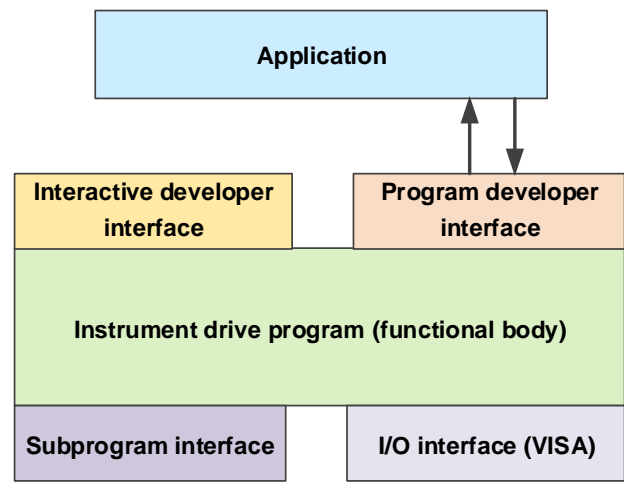 Application
Interactive developer
interface
Program developer
interface
Instrument drive program (functional body)
Subprogram interface
I/O interface (VISA)